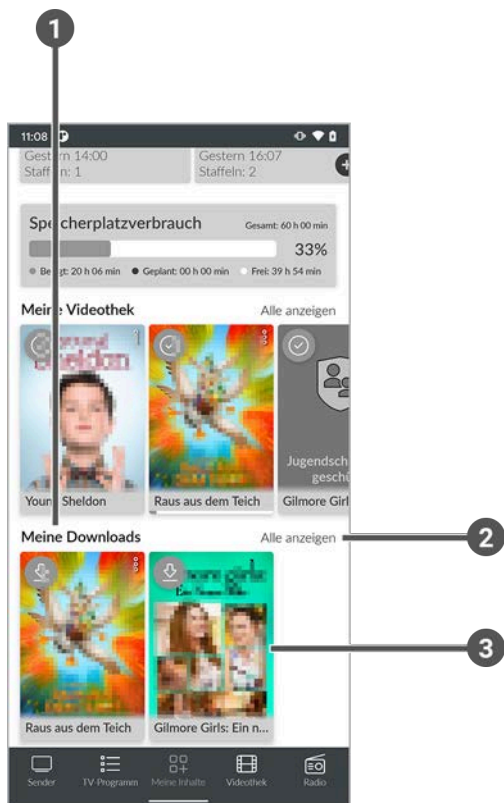 1
11:08
Gestern 14:00
Gestern 16:07
Staffeln: 1
Staffeln: 2
Speicherplatzverbrauch
Gesamt: 60 h 00 min
33%
Belegt: 20 h 06 min
Geplant: 00 h 00 min
Frei: 39 h 54 min
Meine Videothek
Alle anzeigen
Young Sheldon
Raus aus dem Teich
Jugendsch
geschü
Gilmore Girl
Meine Downloads
Alle anzeigen
2
3
Raus aus dem Teich
Gilmore Girls: Ein n...
Sender
TV-Programm
Meine Inhalte
Videothek
Radio